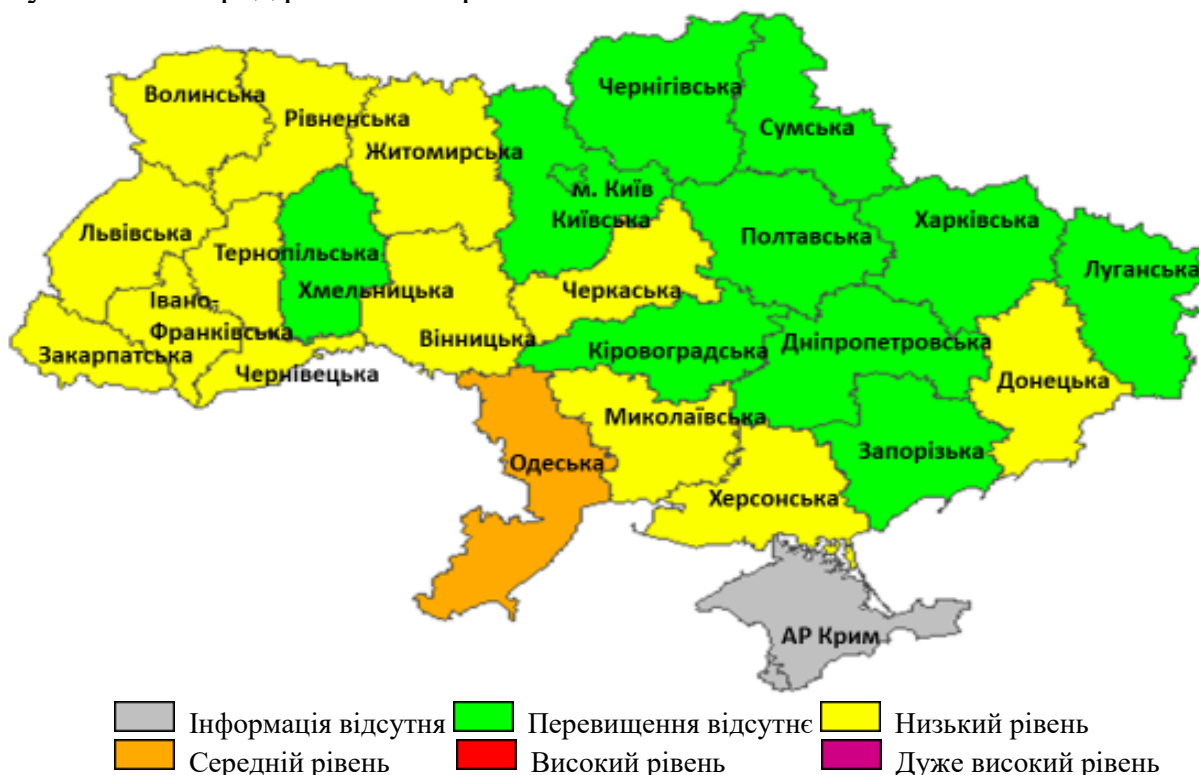 Волинська
Рівненська
Житомирська
Чернігівська
Сумська
м. Київ
Київська
Львівська
Тернопільська
Хмельницька
Івано-
Франківська
Закарпатська
Чернівецька
Вінницька
Черкаська
Полтавська
Харківська
Луганська
Кіровоградська
Дніпропетровська
Донецька
Миколаївська
Одеська
Запорізька
Херсонська
АР Крим
Інформація відсутня Перевищення відсутнє Низький рівень
Середній рівень Високий рівень Дуже високий рівень